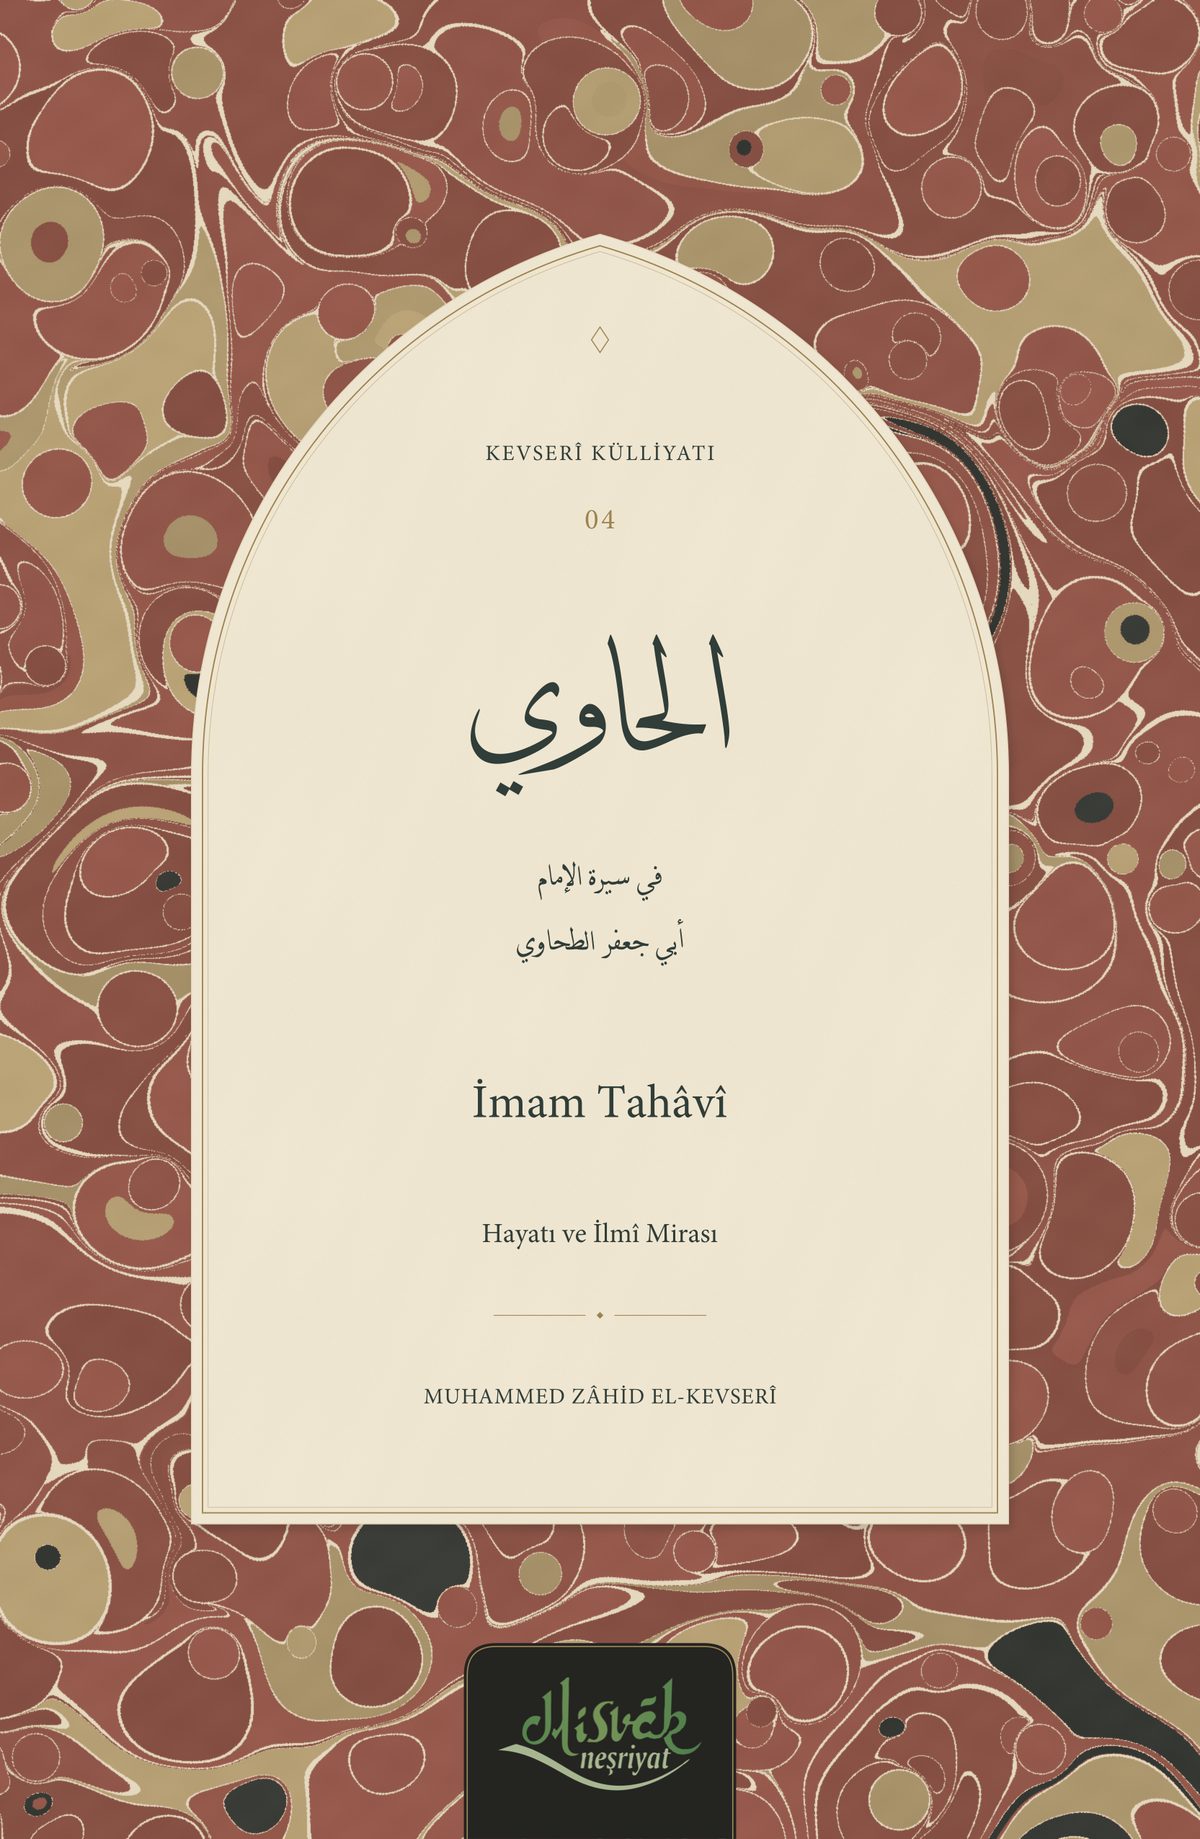 KEVSERÎ KÜLLİYATI
04
الحاوي
في سيرة الإمام
أبي جعفر الطحاوي
İmam Tahâvî
Hayatı ve İlmî Mirası
MUHAMMED ZÂHİD EL-KEVSERÎ
Misvâk
neşriyat